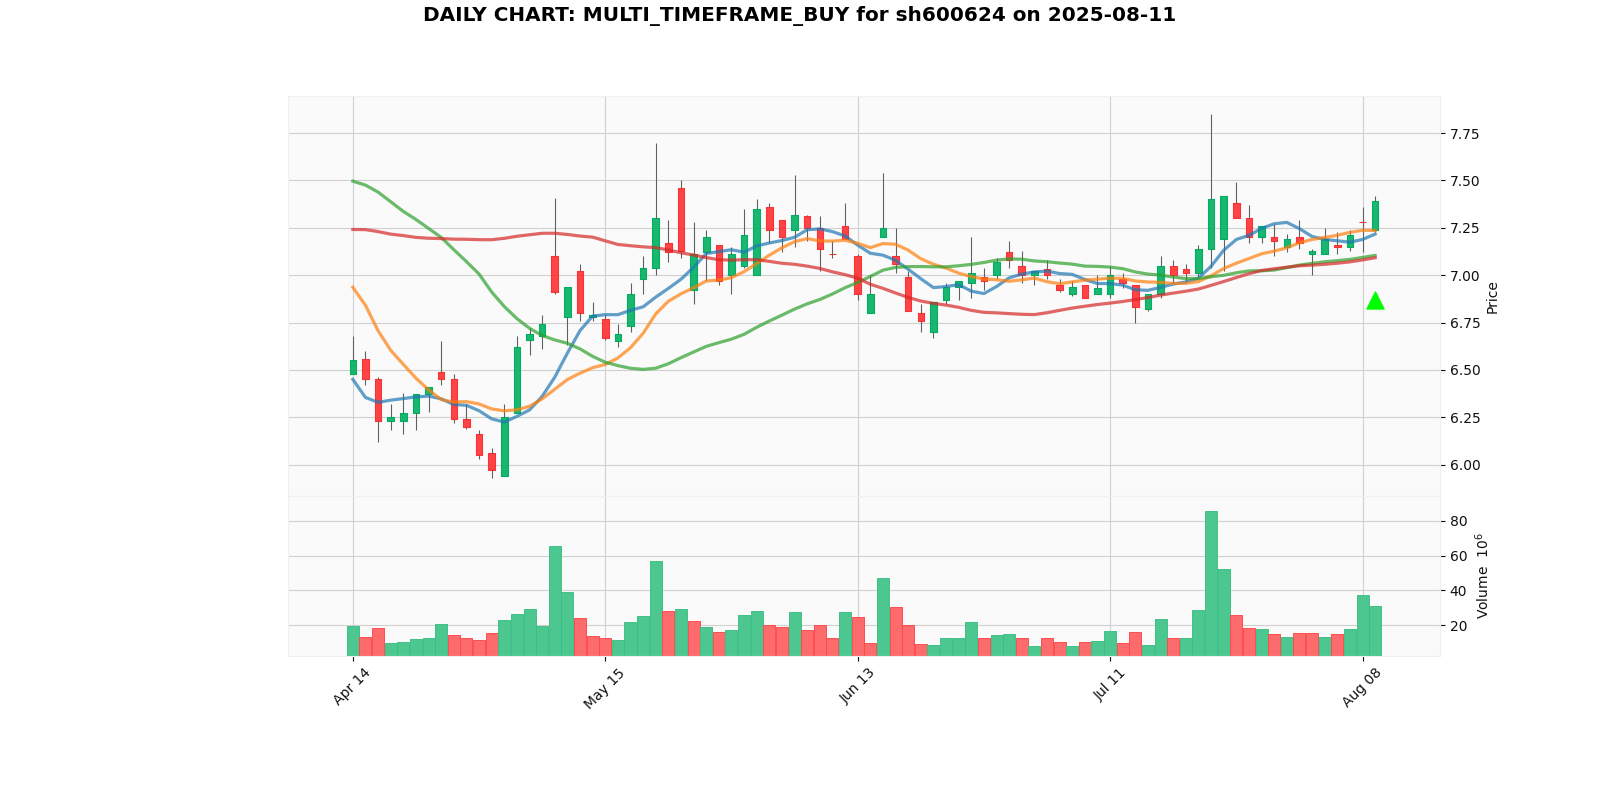 DAILY CHART: MULTI_TIMEFRAME_BUY for sh600624 on 2025-08-11
7.75
7.50
7.25
7.00
6.75
6.50
6.25
6.00
Price
80
60
40
20
Volume 10⁶
Apr 14
May 15
Jun 13
Jul 11
Aug 08